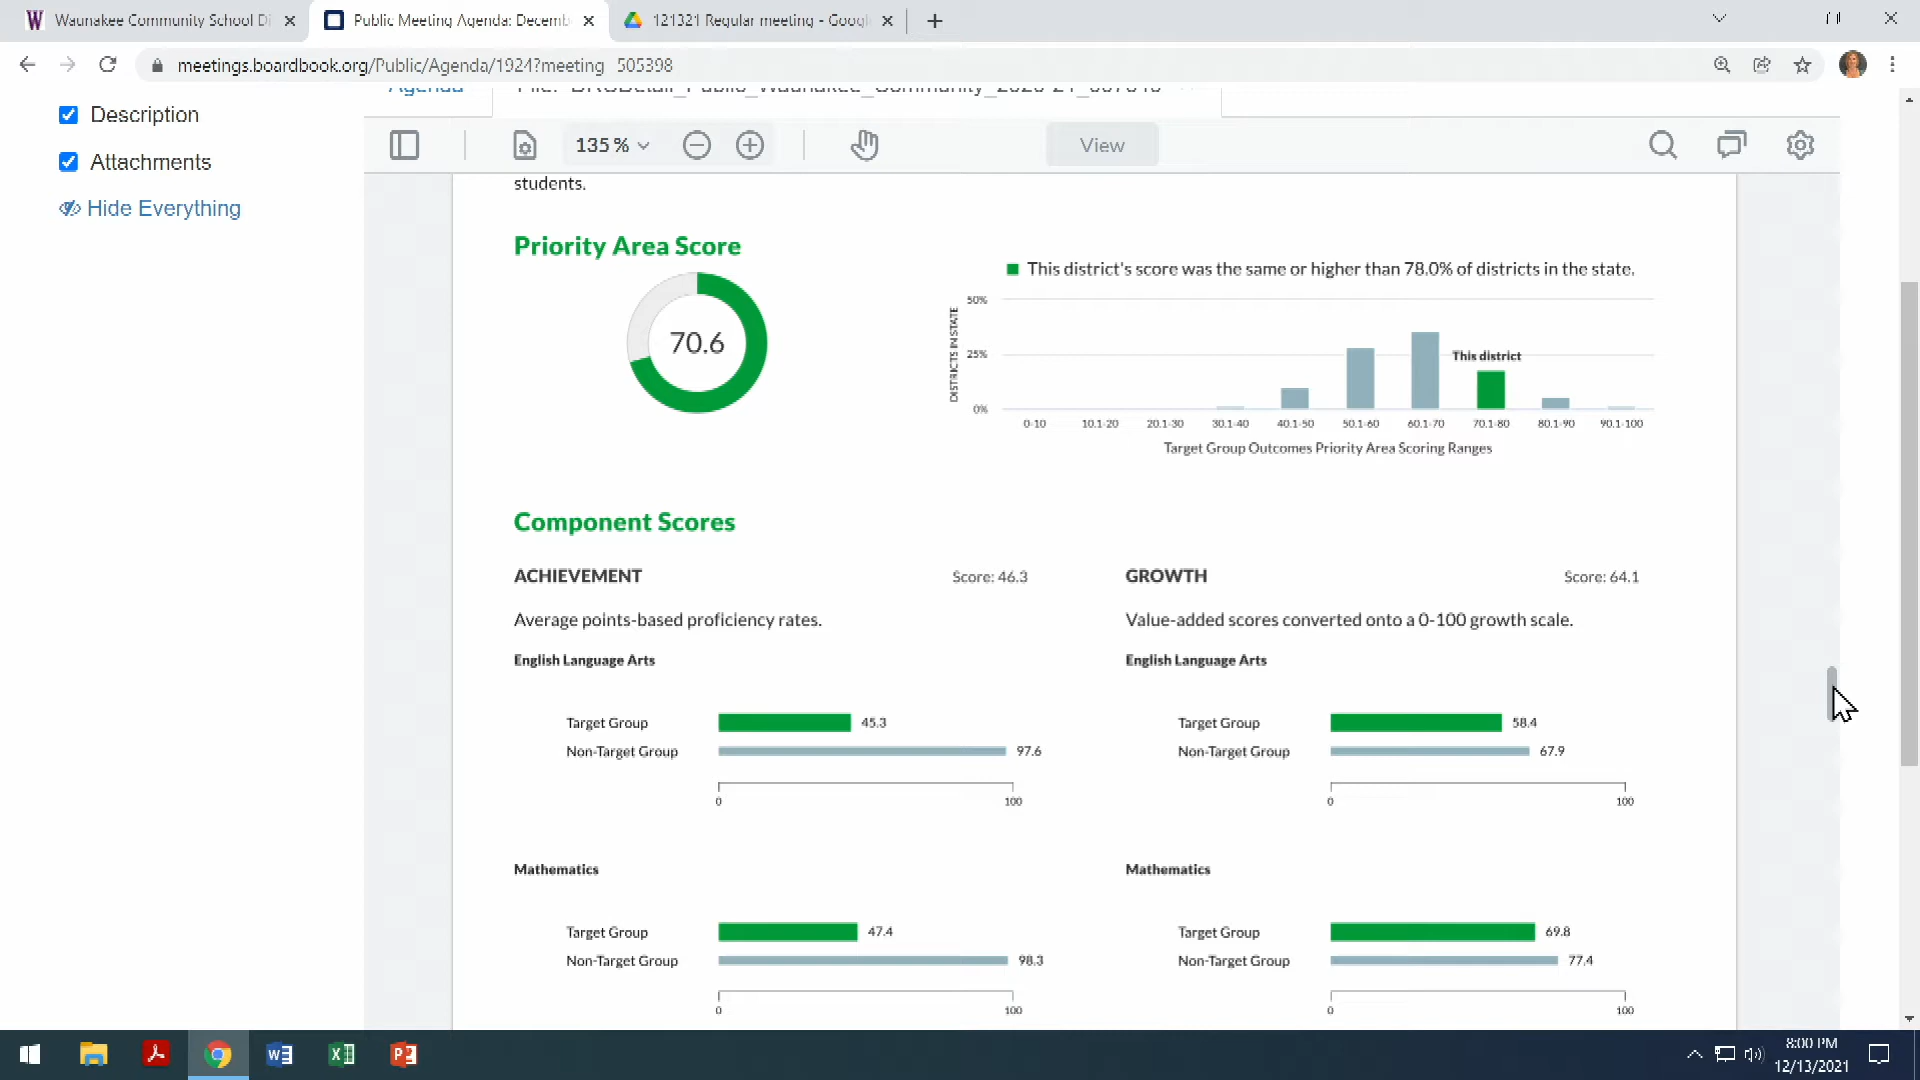 Waunakee Community School Di
Public Meeting Agenda: Decemb
121321 Regular meeting - Googl
meetings.boardbook.org/Public/Agenda/1924?meeting 505398
Description
Attachments
Hide Everything
Agenda
135 %
View
students.
Priority Area Score
70.6
This district's score was the same or higher than 78.0% of districts in the state.
DISTRICTS IN STATE
50%
25%
0%
This district
0-10 10.1-20 20.1-30 30.1-40 40.1-50 50.1-60 60.1-70 70.1-80 80.1-90 90.1-100
Target Group Outcomes Priority Area Scoring Ranges
Component Scores
ACHIEVEMENT Score: 46.3
Average points-based proficiency rates.
English Language Arts
Target Group 45.3
Non-Target Group 97.6
0 100
Mathematics
Target Group 47.4
Non-Target Group 98.3
0 100
GROWTH Score: 64.1
Value-added scores converted onto a 0-100 growth scale.
English Language Arts
Target Group 58.4
Non-Target Group 67.9
0 100
Mathematics
Target Group 69.8
Non-Target Group 77.4
0 100
8:00 PM
12/13/2021